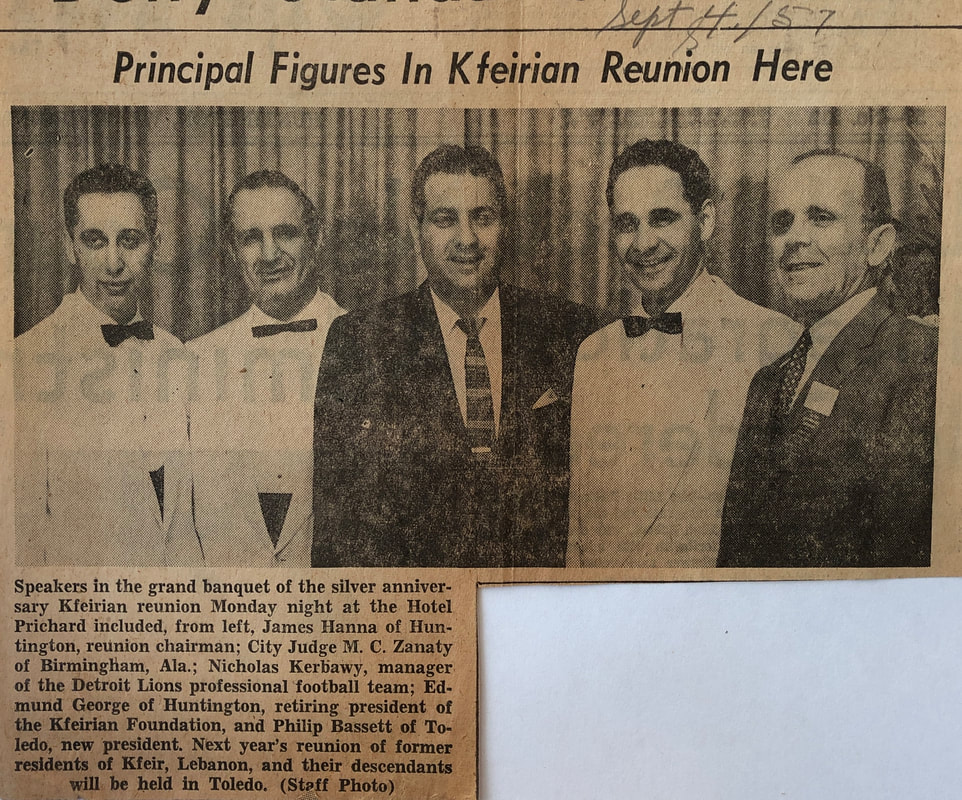 Sept 4./57
Principal Figures In Kfeirian Reunion Here
Speakers in the grand banquet of the silver anniver-
sary Kfeirian reunion Monday night at the Hotel
Prichard included, from left, James Hanna of Hun-
tington, reunion chairman; City Judge M. C. Zanaty
of Birmingham, Ala.; Nicholas Kerbawy, manager
of the Detroit Lions professional football team; Ed-
mund George of Huntington, retiring president of
the Kfeirian Foundation, and Philip Bassett of To-
ledo, new president. Next year's reunion of former
residents of Kfeir, Lebanon, and their descendants
will be held in Toledo. (Staff Photo)